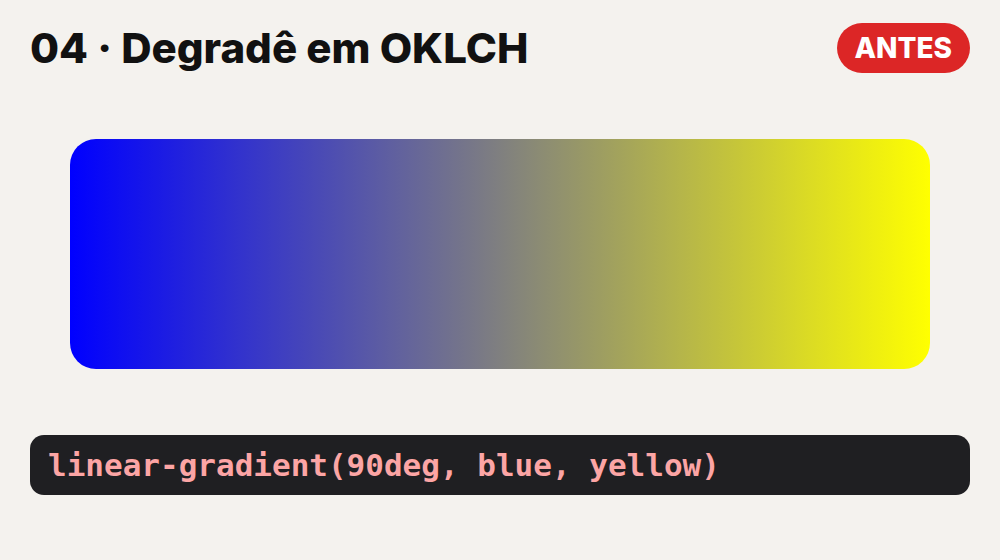 04 · Degradê em OKLCH
ANTES
linear-gradient(90deg, blue, yellow)